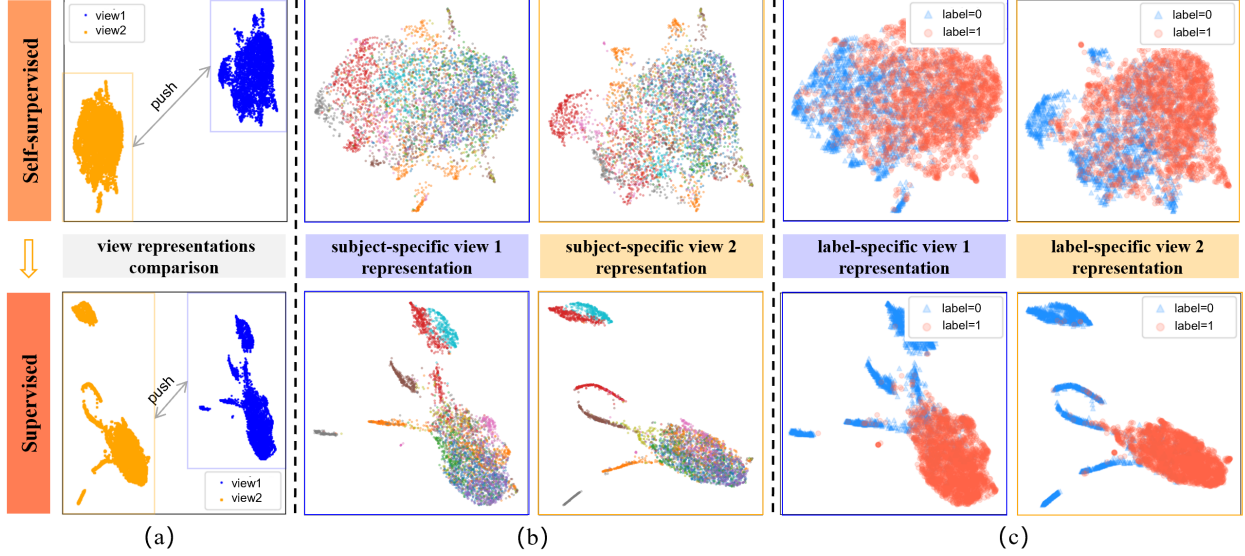 Self-surpervised
view1
view2
push
label=0
label=1
label=0
label=1
view representations
comparison
subject-specific view 1
representation
subject-specific view 2
representation
label-specific view 1
representation
label-specific view 2
representation
Supervised
push
view1
view2
label=0
label=1
label=0
label=1
(a)
(b)
(c)